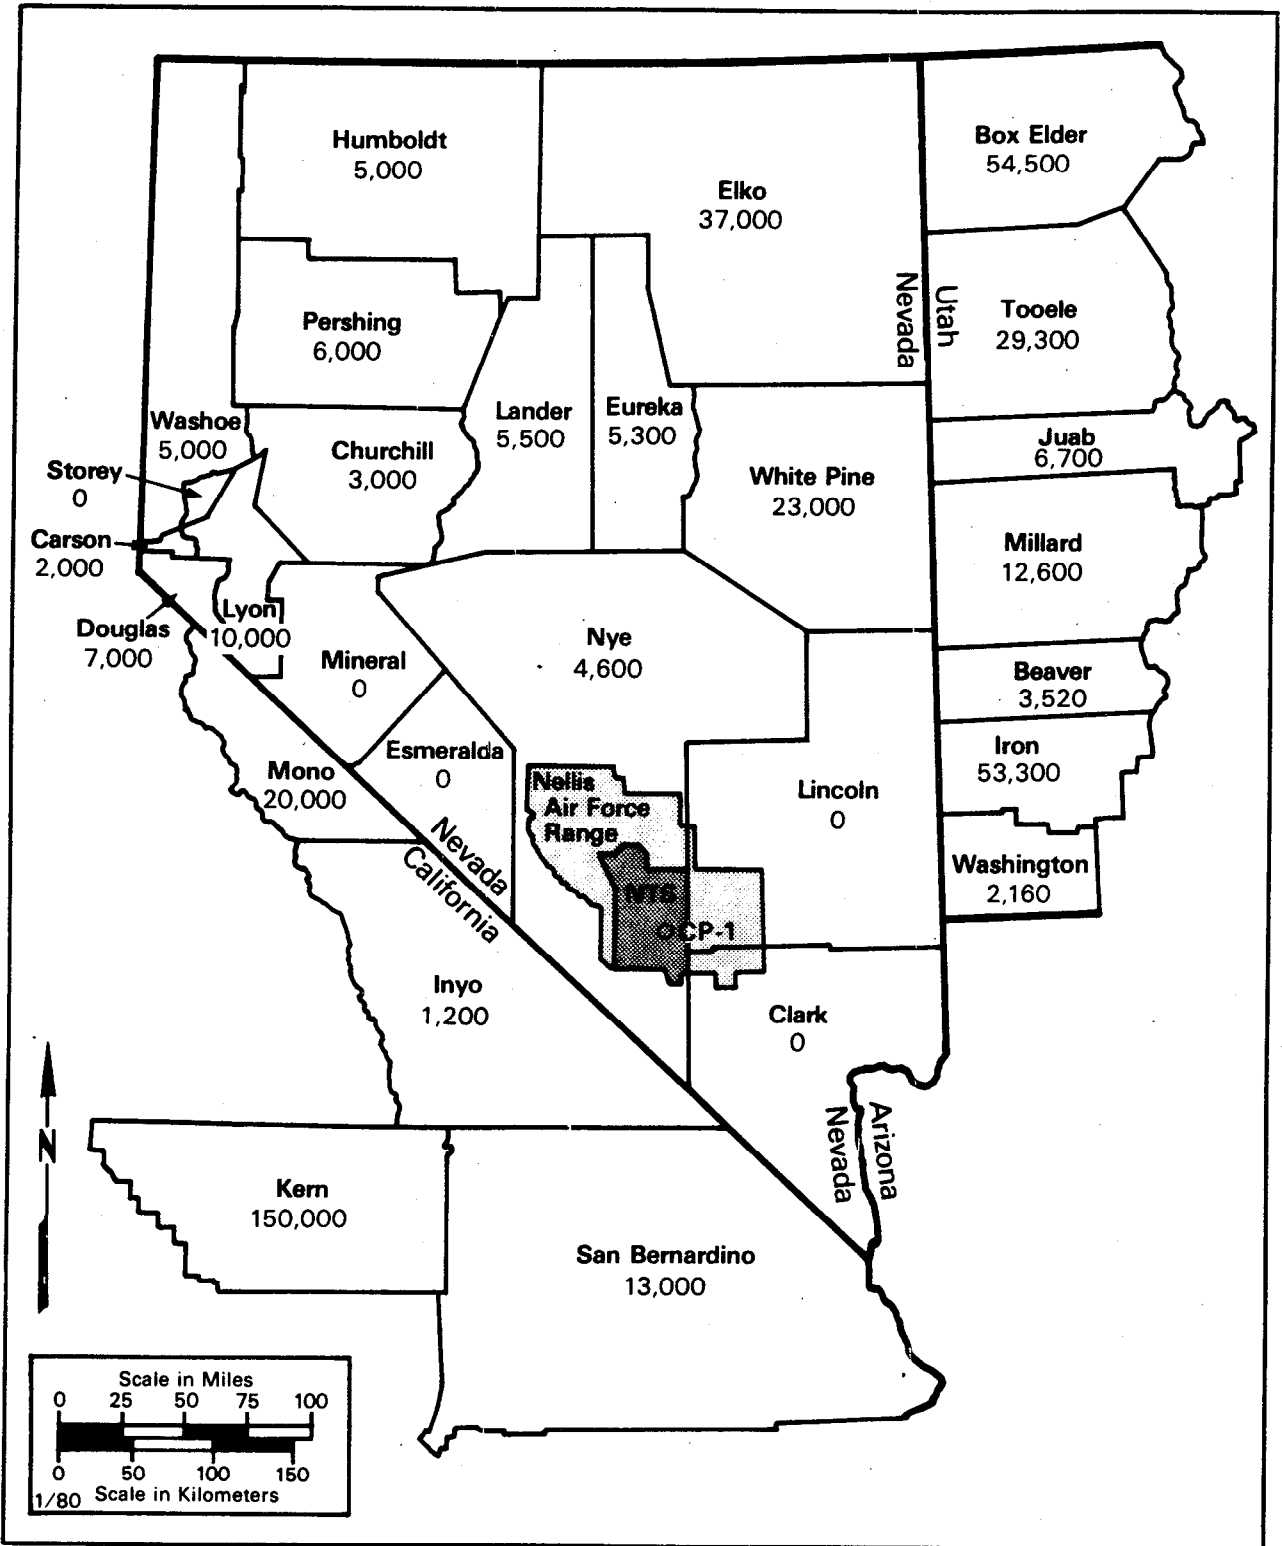 Humboldt
5,000
Elko
37,000
Box Elder
54,500
Nevada
Utah
Tooele
29,300
Pershing
6,000
Washoe
5,000
Lander
5,500
Eureka
5,300
Churchill
3,000
Storey
0
White Pine
23,000
Juab
6,700
Carson
2,000
Millard
12,600
Douglas
7,000
Lyon
10,000
Mineral
0
Nye
4,600
Beaver
3,520
Esmeralda
0
Mono
20,000
Iron
53,300
Nellis
Air Force
Range
Lincoln
0
Nevada
California
NTS
OCP-1
Washington
2,160
Inyo
1,200
Clark
0
N
Arizona
Nevada
Kern
150,000
San Bernardino
13,000
Scale in Miles
0 25 50 75 100
0 50 100 150
Scale in Kilometers
1/80